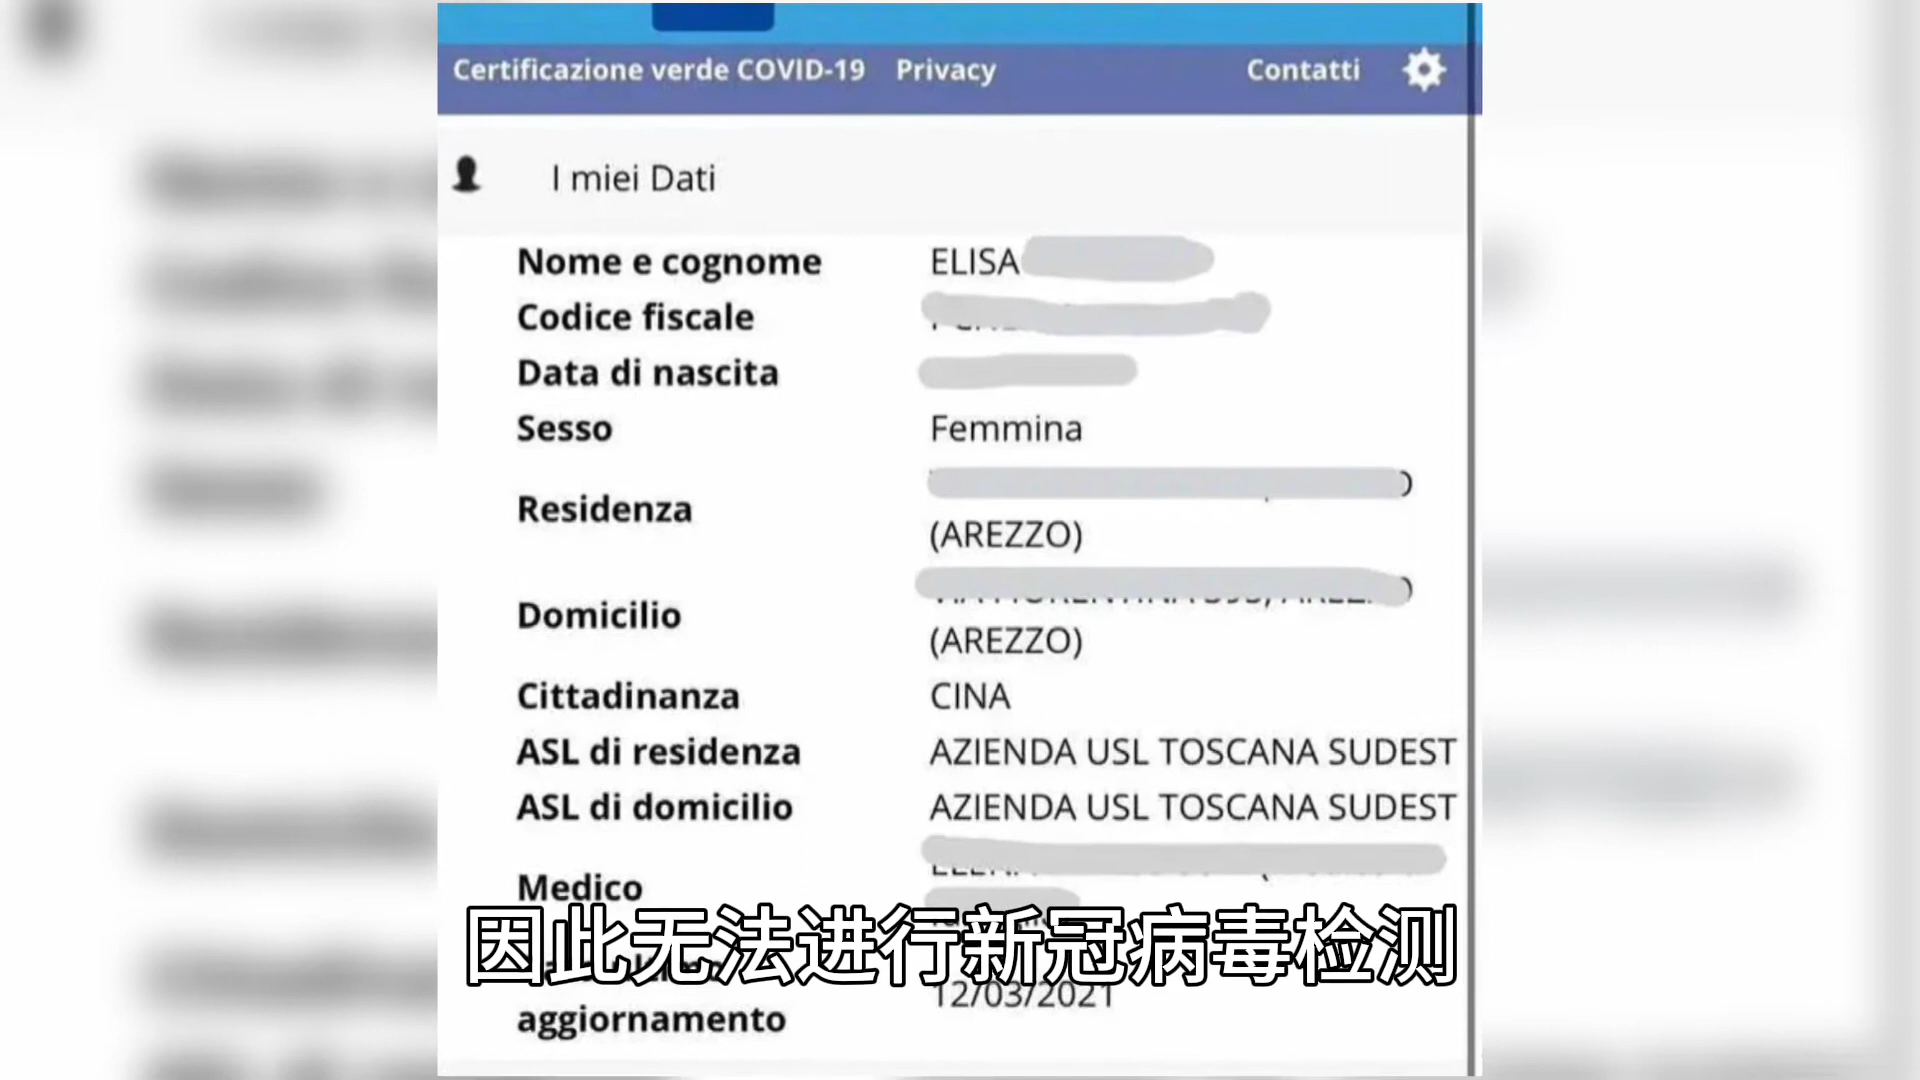 Certificazione verde COVID-19 Privacy Contatti
I miei Dati
Nome e cognome ELISA
Codice fiscale
Data di nascita
Sesso Femmina
Residenza
(AREZZO)
Domicilio
(AREZZO)
Cittadinanza CINA
ASL di residenza AZIENDA USL TOSCANA SUDEST
ASL di domicilio AZIENDA USL TOSCANA SUDEST
Medico
因此无法进行新冠病毒检测
12/03/2021
aggiornamento